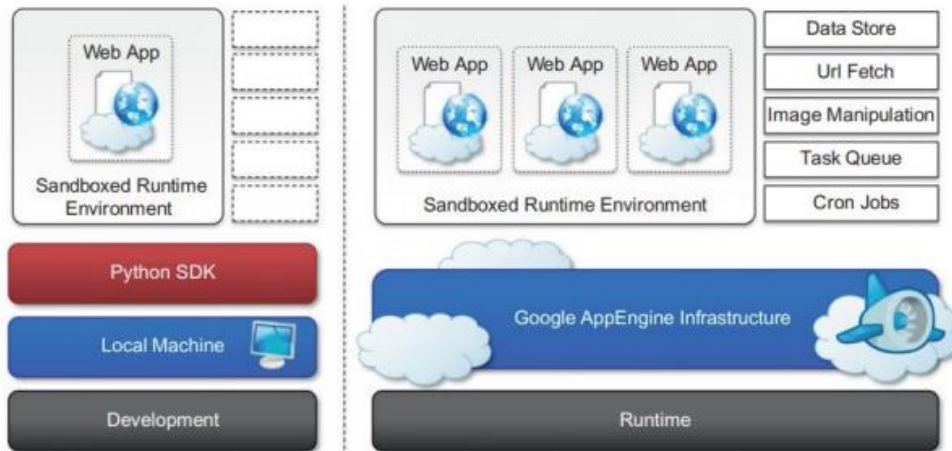 Web App
Sandboxed Runtime
Environment
Python SDK
Local Machine
Development
Web App
Web App
Web App
Sandboxed Runtime Environment
Data Store
Url Fetch
Image Manipulation
Task Queue
Cron Jobs
Google AppEngine Infrastructure
Runtime